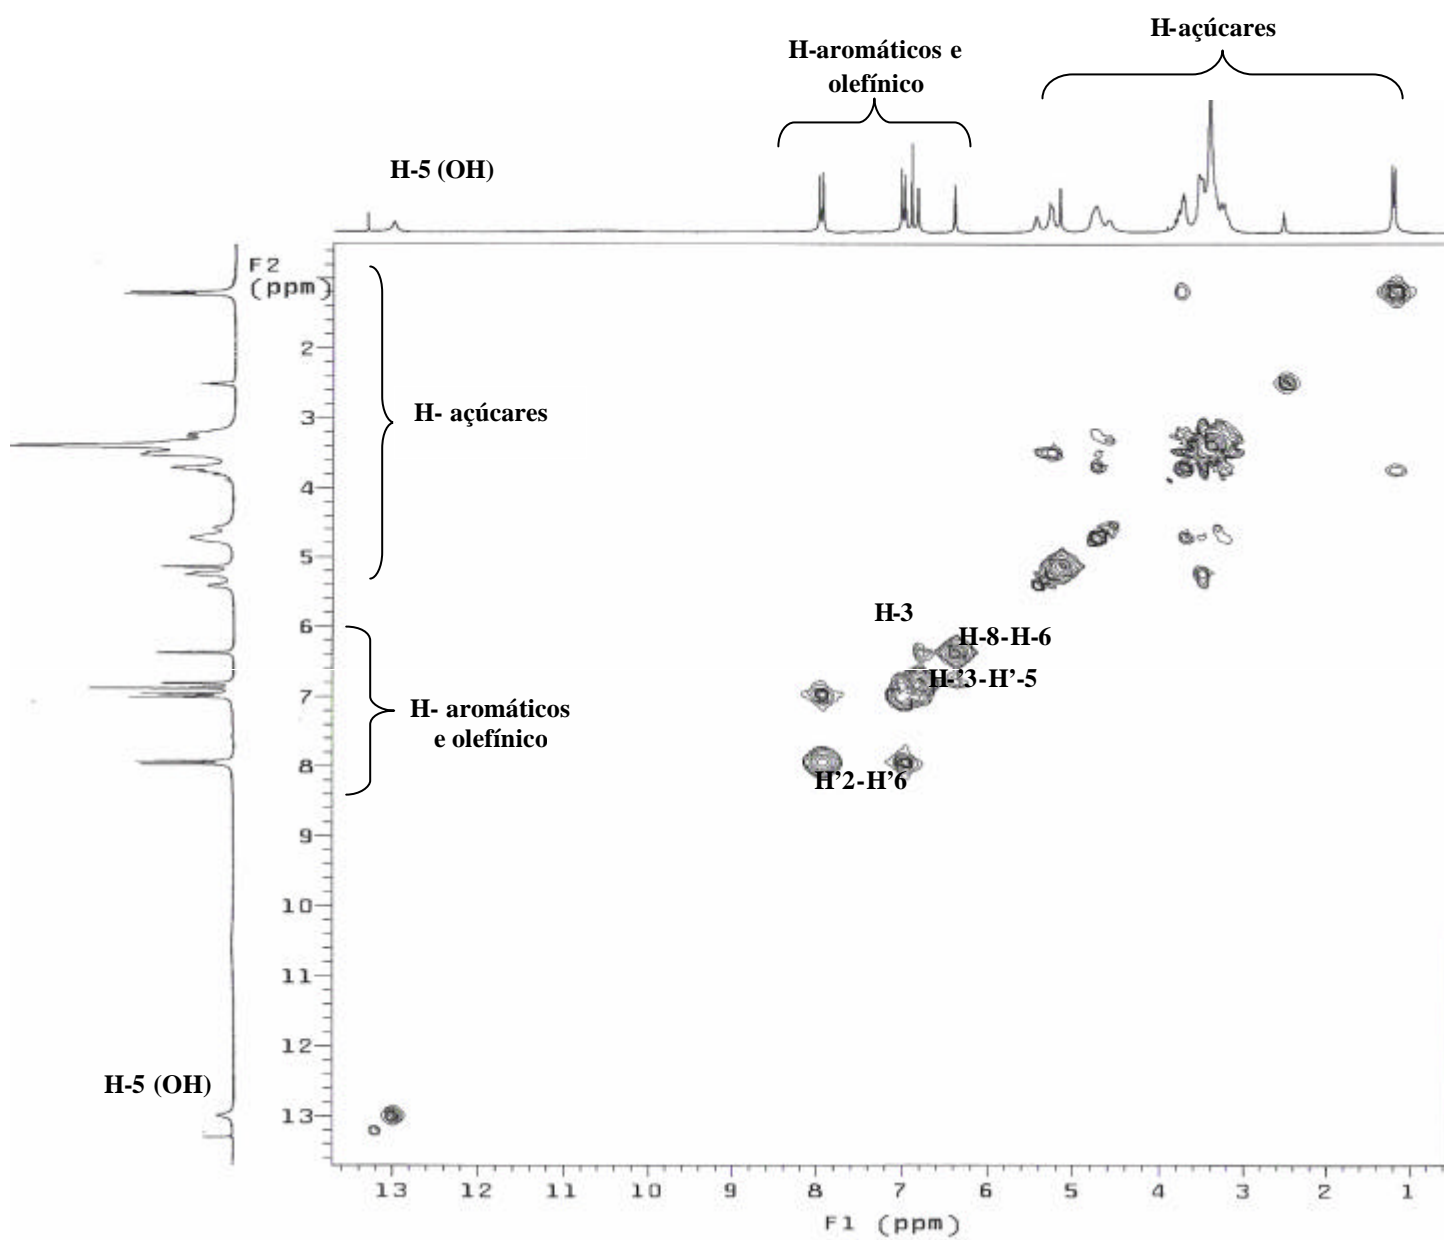 H-açúcares
H-aromáticos e
olefínico
H-5 (OH)
F2
(ppm)
2
3
H- açúcares
4
5
H-3
6
H-8-H-6
H-'3-H'-5
7
H- aromáticos
e olefínico
8
H'2-H'6
9
10
11
12
H-5 (OH)
13
13 12 11 10 9 8 7 6 5 4 3 2 1
F1 (ppm)